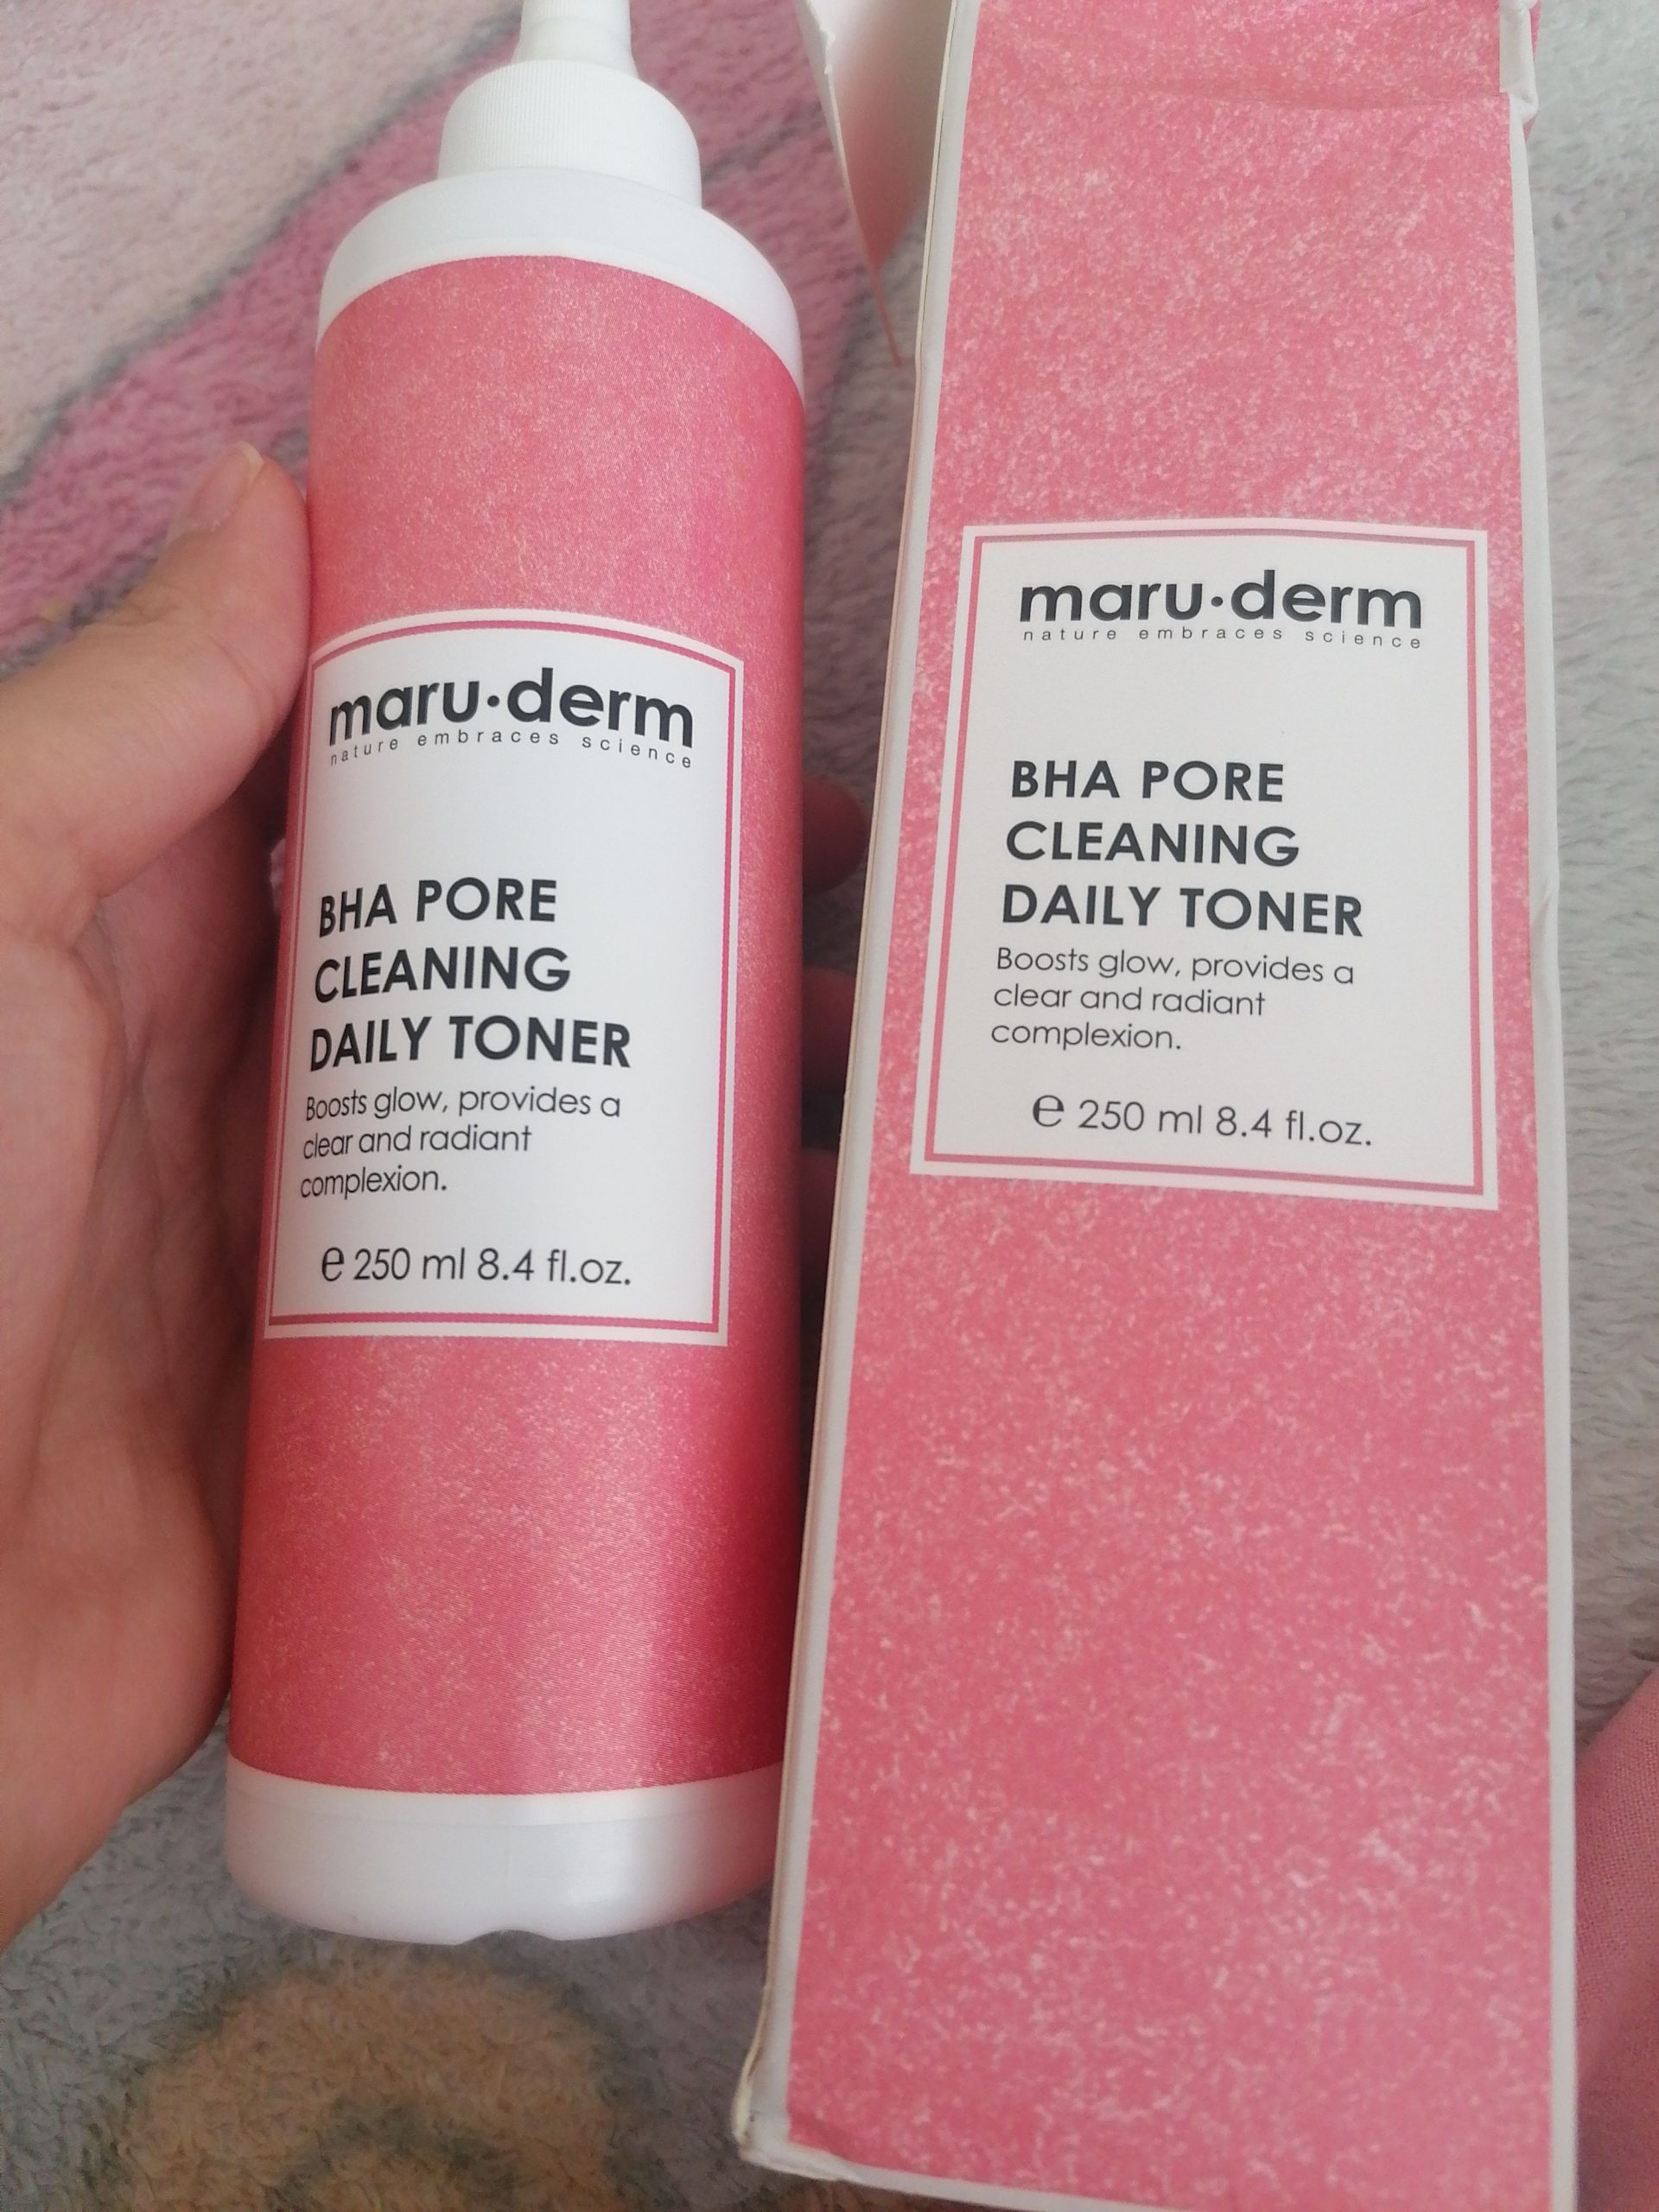 maru·derm
nature embraces science
BHA PORE
CLEANING
DAILY TONER
Boosts glow, provides a
clear and radiant
complexion.
℮ 250 ml 8.4 fl.oz.
maru·derm
nature embraces science
BHA PORE
CLEANING
DAILY TONER
Boosts glow, provides a
clear and radiant
complexion.
℮ 250 ml 8.4 fl.oz.